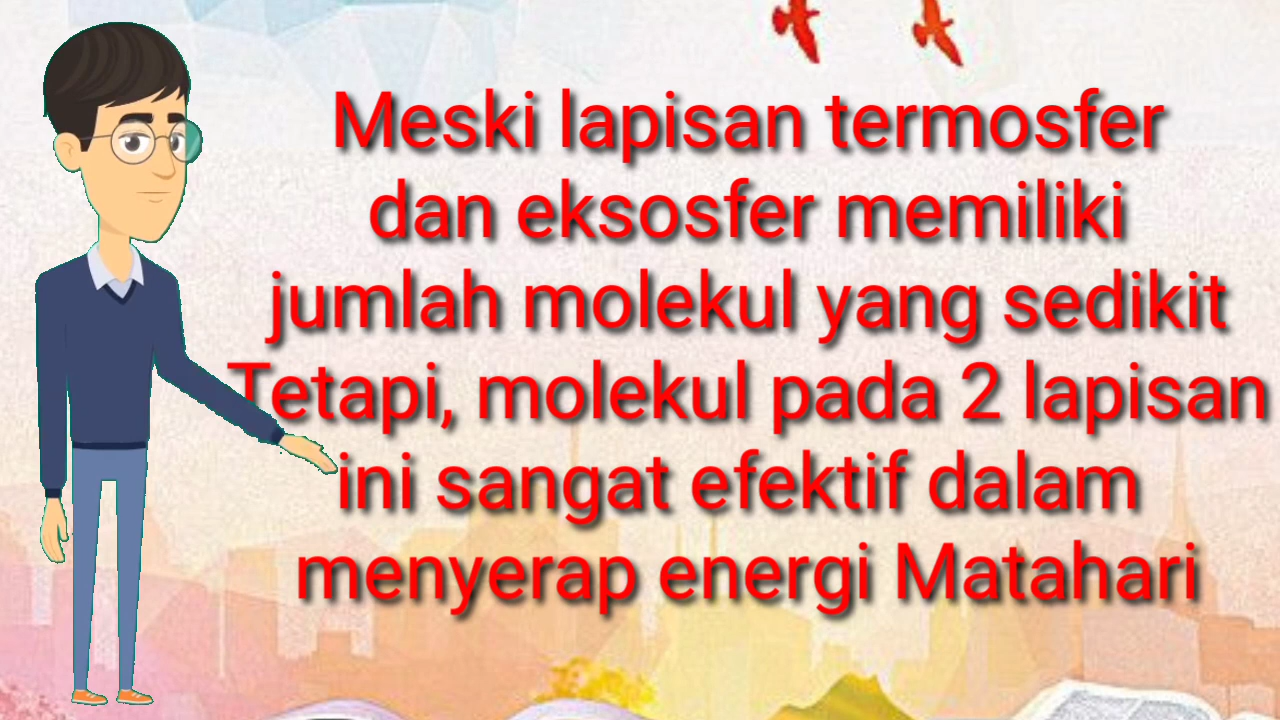 Meski lapisan termosfer
dan eksosfer memiliki
jumlah molekul yang sedikit
Tetapi, molekul pada 2 lapisan
ini sangat efektif dalam
menyerap energi Matahari